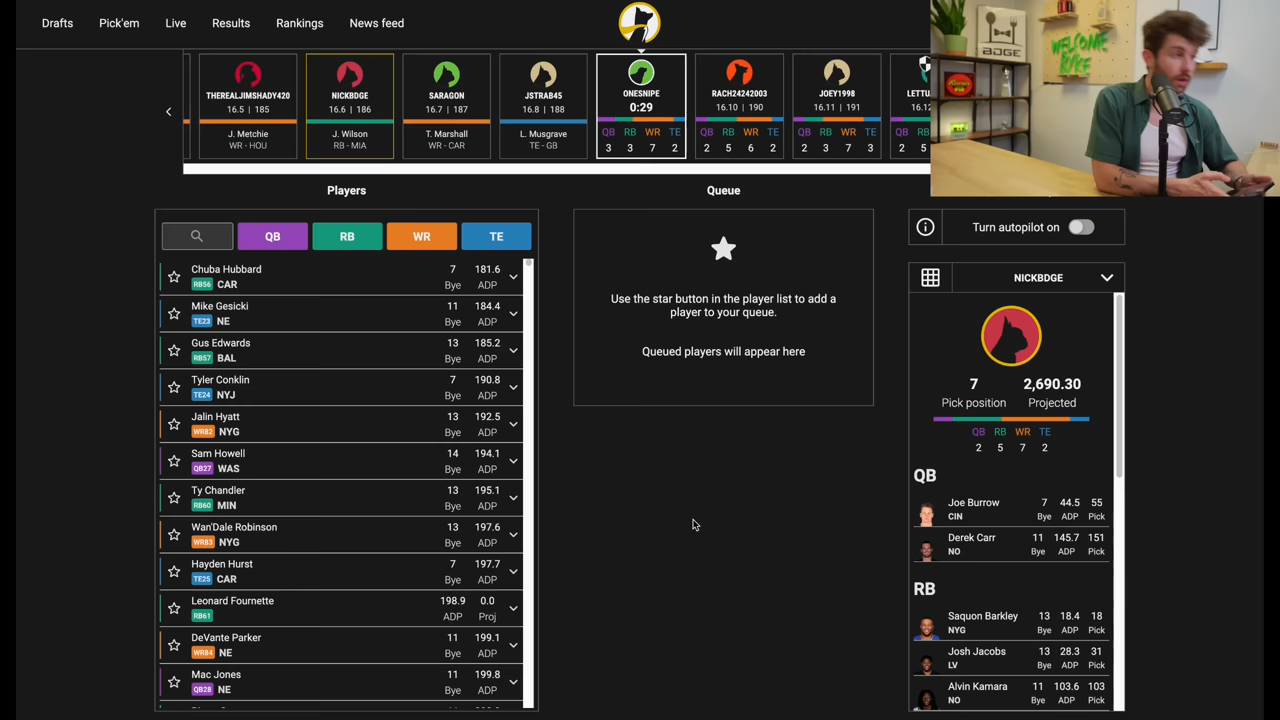 Drafts Pick'em Live Results Rankings News feed
THEREALJIMSHADY420
16.5 | 185
J. Metchie
WR - HOU
NICKBDGE
16.6 | 186
J. Wilson
RB - MIA
SARAGON
16.7 | 187
T. Marshall
WR - CAR
JSTRAB45
16.8 | 188
L. Musgrave
TE - GB
ONESNIPE
0:29
QB RB WR TE
3 3 7 2
RACH24242003
16.10 | 190
QB RB WR TE
2 5 6 2
JOEY1998
16.11 | 191
QB RB WR TE
2 3 7 3
LETTU
16.12
QB RB
2 5
BDGE
WELCOME
Players
QB RB WR TE
Chuba Hubbard 7 181.6
RB56 CAR Bye ADP
Mike Gesicki 11 184.4
TE23 NE Bye ADP
Gus Edwards 13 185.2
RB57 BAL Bye ADP
Tyler Conklin 7 190.8
TE24 NYJ Bye ADP
Jalin Hyatt 13 192.5
WR82 NYG Bye ADP
Sam Howell 14 194.1
QB27 WAS Bye ADP
Ty Chandler 13 195.1
RB60 MIN Bye ADP
Wan'Dale Robinson 13 197.6
WR83 NYG Bye ADP
Hayden Hurst 7 197.7
TE25 CAR Bye ADP
Leonard Fournette 198.9 0.0
RB61 ADP Proj
DeVante Parker 11 199.1
WR84 NE Bye ADP
Mac Jones 11 199.8
QB28 NE Bye ADP
Queue
Use the star button in the player list to add a
player to your queue.
Queued players will appear here
Turn autopilot on
NICKBDGE
7 2,690.30
Pick position Projected
QB RB WR TE
2 5 7 2
QB
Joe Burrow 7 44.5 55
CIN Bye ADP Pick
Derek Carr 11 145.7 151
NO Bye ADP Pick
RB
Saquon Barkley 13 18.4 18
NYG Bye ADP Pick
Josh Jacobs 13 28.3 31
LV Bye ADP Pick
Alvin Kamara 11 103.6 103
NO Bye ADP Pick